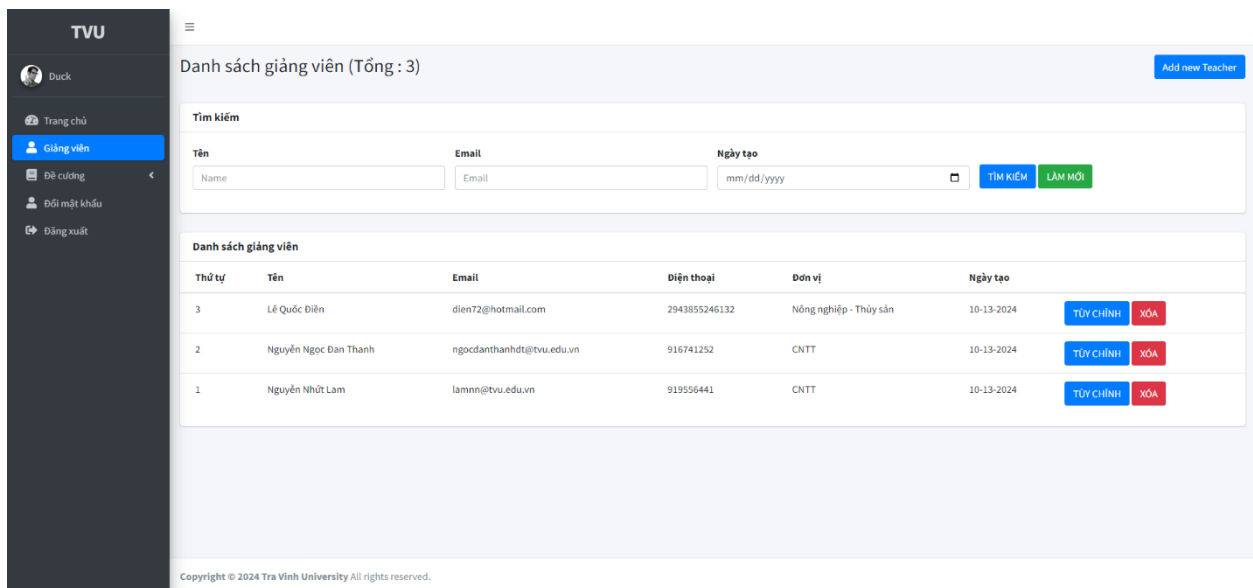 TVU
Duck
Trang chủ
Giảng viên
Đề cương
Đổi mật khẩu
Đăng xuất
Danh sách giảng viên (Tổng : 3)
Add new Teacher
Tìm kiếm
Tên Email Ngày tạo
Name Email mm/dd/yyyy TÌM KIẾM LÀM MỚI
Danh sách giảng viên
Thứ tự Tên Email Điện thoại Đơn vị Ngày tạo
3 Lê Quốc Điền dien72@hotmail.com 2943855246132 Nông nghiệp - Thủy sản 10-13-2024 TÙY CHỈNH XÓA
2 Nguyễn Ngọc Đan Thanh ngocdanthanhdt@tvu.edu.vn 916741252 CNTT 10-13-2024 TÙY CHỈNH XÓA
1 Nguyễn Nhứt Lam lamnn@tvu.edu.vn 919556441 CNTT 10-13-2024 TÙY CHỈNH XÓA
Copyright © 2024 Tra Vinh University All rights reserved.